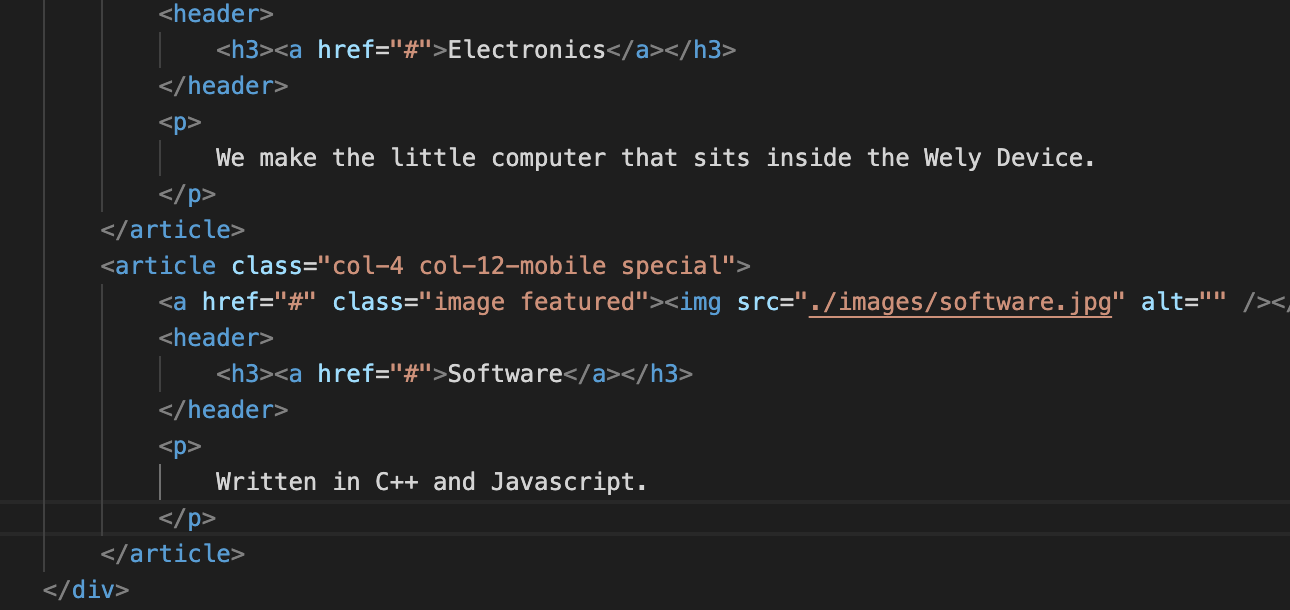 <header>
<h3><a href="#">Electronics</a></h3>
</header>
<p>
We make the little computer that sits inside the Wely Device.
</p>
</article>
<article class="col-4 col-12-mobile special">
<a href="#" class="image featured"><img src="./images/software.jpg" alt="" /></
<header>
<h3><a href="#">Software</a></h3>
</header>
<p>
Written in C++ and Javascript.
</p>
</article>
</div>